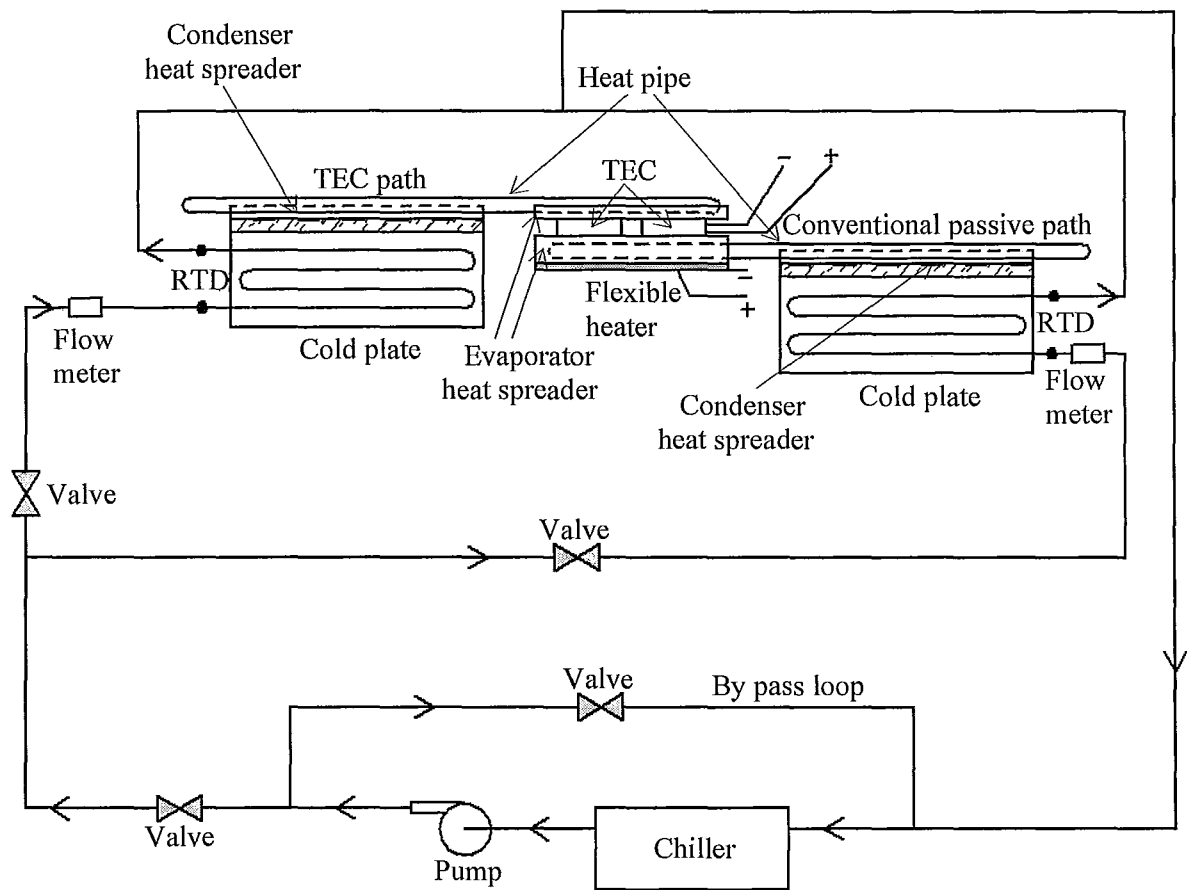 Condenser
heat spreader
Heat pipe
TEC path
TEC
-
+
Conventional passive path
RTD
-
+
Flexible
heater
RTD
Flow
meter
Cold plate
Evaporator
heat spreader
Condenser
heat spreader
Cold plate
Flow
meter
Valve
Valve
Valve
By pass loop
Valve
Pump
Chiller